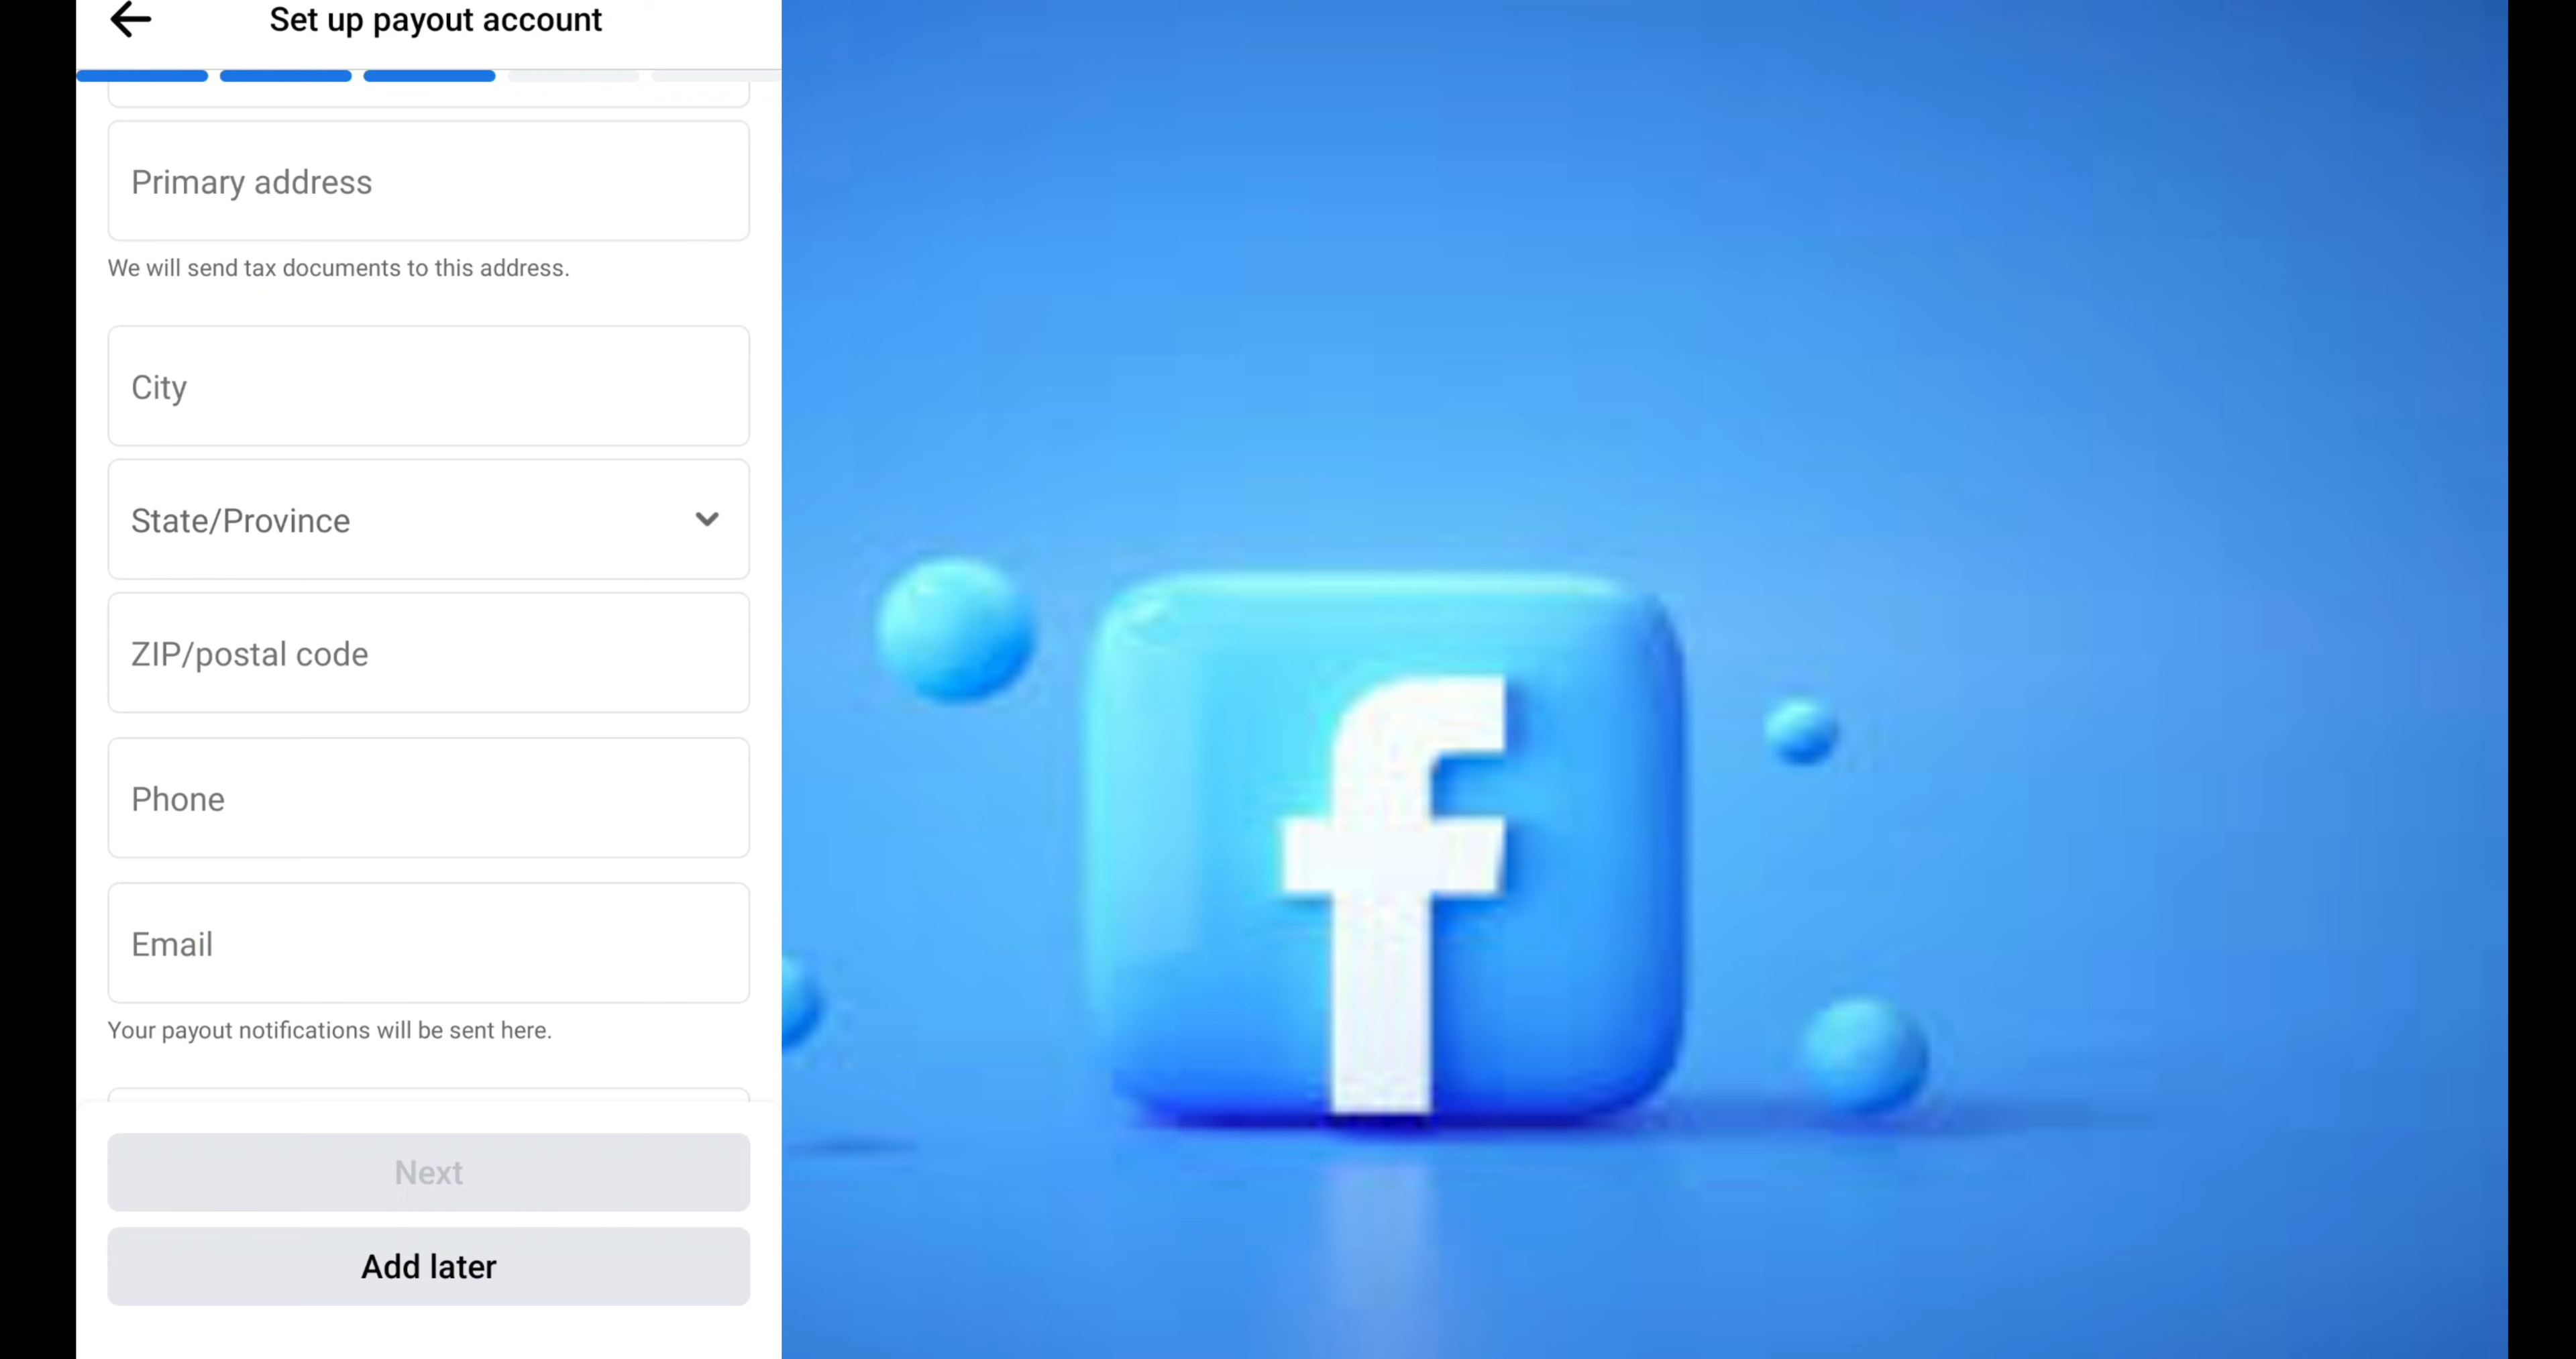 Set up payout account
Primary address
We will send tax documents to this address.
City
State/Province
ZIP/postal code
Phone
Email
Your payout notifications will be sent here.
Next
Add later
f